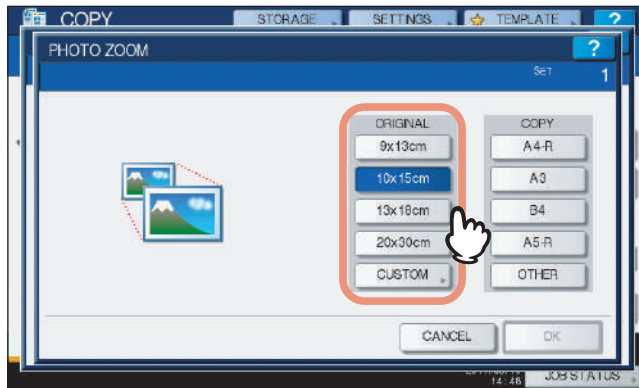 COPY STORAGE SETTINGS TEMPLATE ?
PHOTO ZOOM ?
SET 1
ORIGINAL COPY
9x13cm A4-R
10x15cm A3
13x18cm B4
20x30cm A5-R
CUSTOM OTHER
CANCEL OK
14:48 JOB STATUS